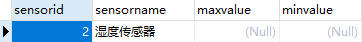 sensorid sensorname maxvalue minvalue
2 湿度传感器 (Null) (Null)